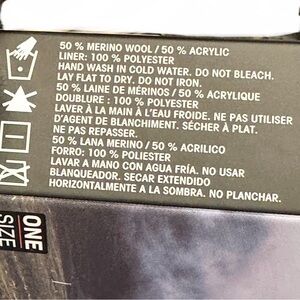 50 % MERINO WOOL / 50 % ACRYLIC
LINER: 100 % POLYESTER
HAND WASH IN COLD WATER. DO NOT BLEACH.
LAY FLAT TO DRY. DO NOT IRON.
50 % LAINE DE MÉRINOS / 50 % ACRYLIQUE
DOUBLURE : 100 % POLYESTER
LAVER À LA MAIN À L'EAU FROIDE. NE PAS UTILISER
D'AGENT DE BLANCHIMENT. SÉCHER À PLAT.
NE PAS REPASSER.
50 % LANA MERINO / 50 % ACRÍLICO
FORRO: 100 % POLIESTER
LAVAR A MANO CON AGUA FRÍA. NO USAR
BLANQUEADOR. SECAR EXTENDIDO
HORIZONTALMENTE A LA SOMBRA. NO PLANCHAR.
ONE
SIZE